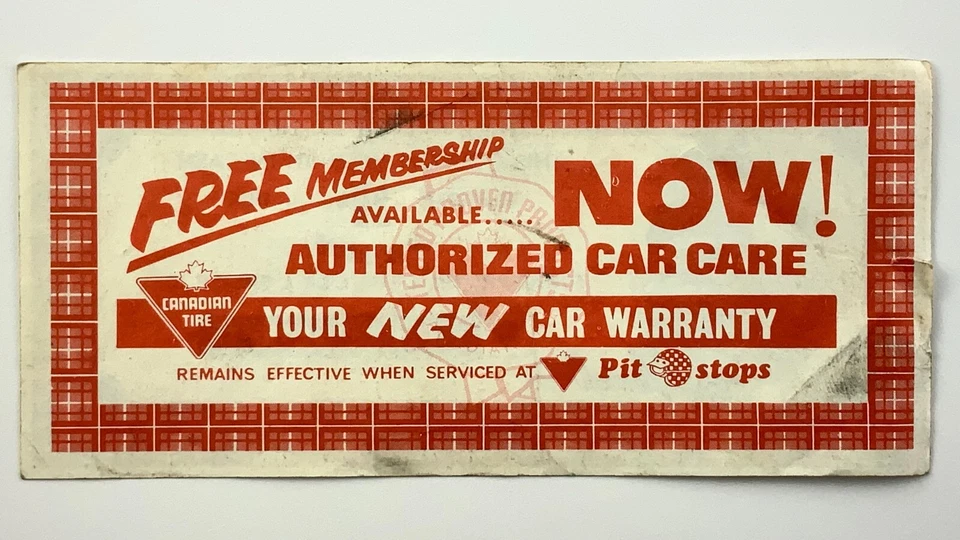 FREE MEMBERSHIP
AVAILABLE..... NOW!
AUTHORIZED CAR CARE
CANADIAN TIRE
YOUR NEW CAR WARRANTY
REMAINS EFFECTIVE WHEN SERVICED AT Pit stops